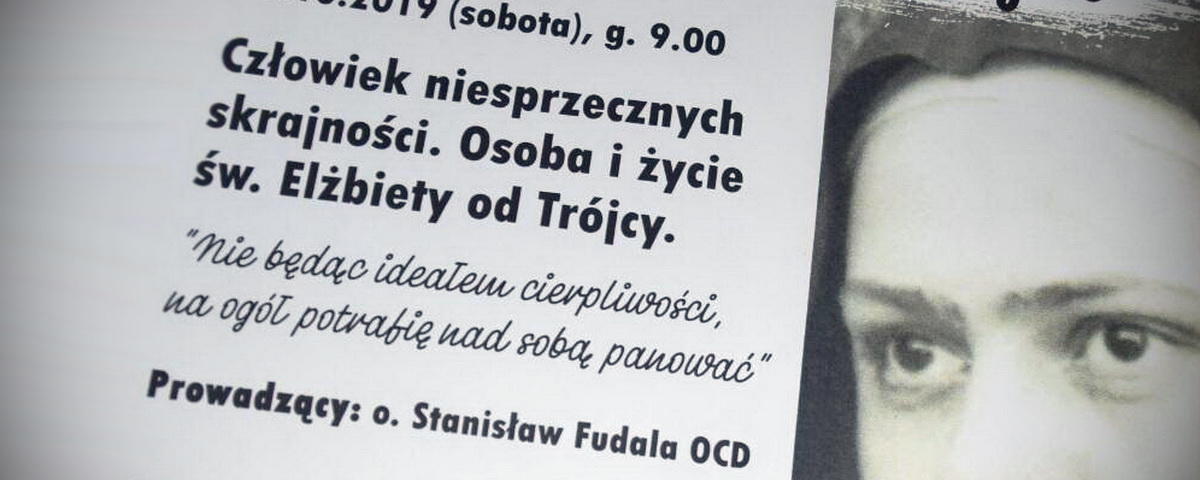 2019 (sobota), g. 9.00
Człowiek niesprzecznych
skrajności. Osoba i życie
św. Elżbiety od Trójcy.
"Nie będąc ideałem cierpliwości,
na ogół potrafię nad sobą panować"
Prowadzący: o. Stanisław Fudala OCD